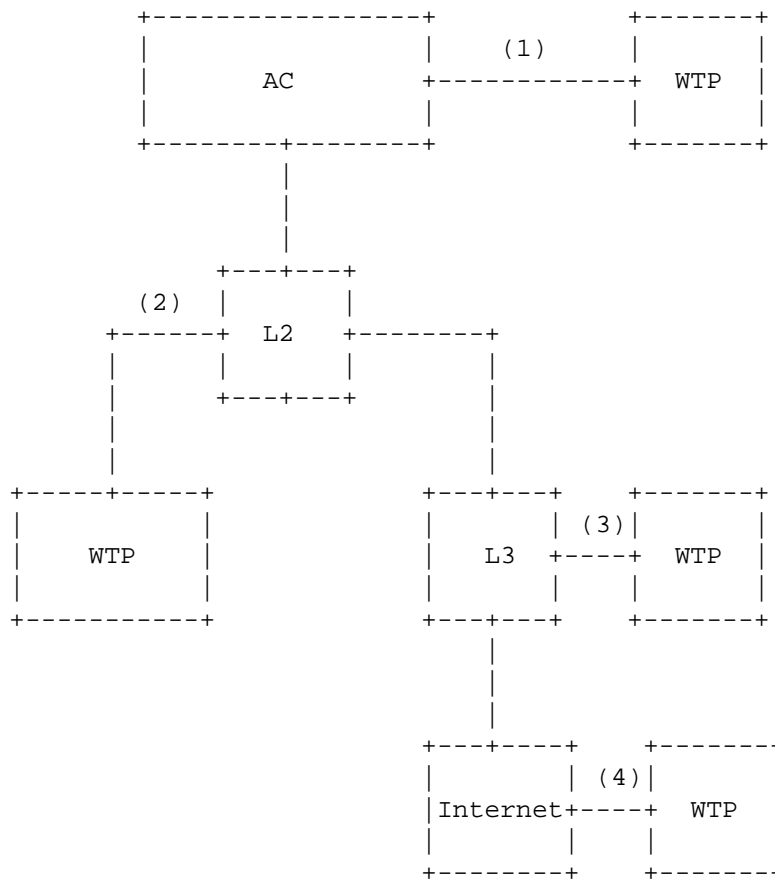 (1)
AC WTP
(2)
L2
(3)
WTP L3 WTP
(4)
Internet WTP